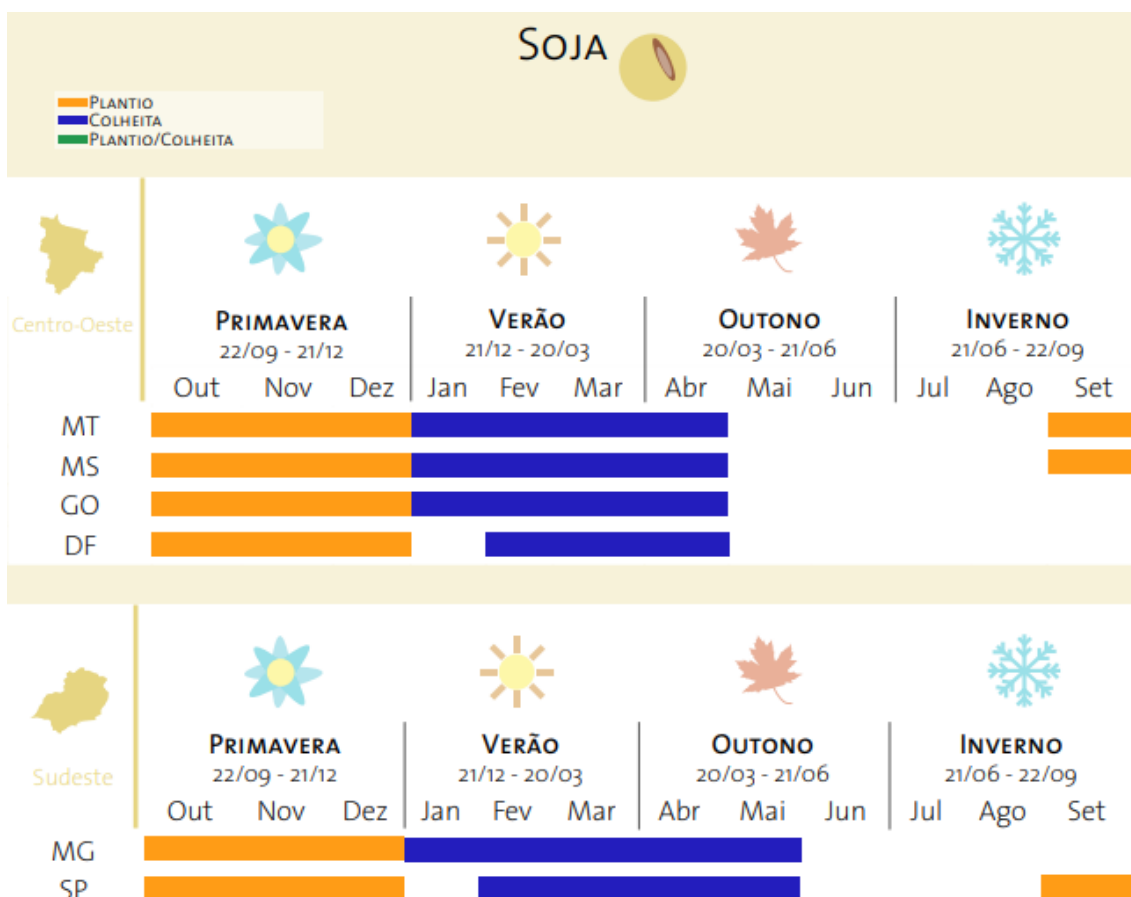 SOJA
PLANTIO
COLHEITA
PLANTIO/COLHEITA
Centro-Oeste
PRIMAVERA VERÃO OUTONO INVERNO
22/09 - 21/12 21/12 - 20/03 20/03 - 21/06 21/06 - 22/09
Out Nov Dez Jan Fev Mar Abr Mai Jun Jul Ago Set
MT
MS
GO
DF
Sudeste
PRIMAVERA VERÃO OUTONO INVERNO
22/09 - 21/12 21/12 - 20/03 20/03 - 21/06 21/06 - 22/09
Out Nov Dez Jan Fev Mar Abr Mai Jun Jul Ago Set
MG
SP